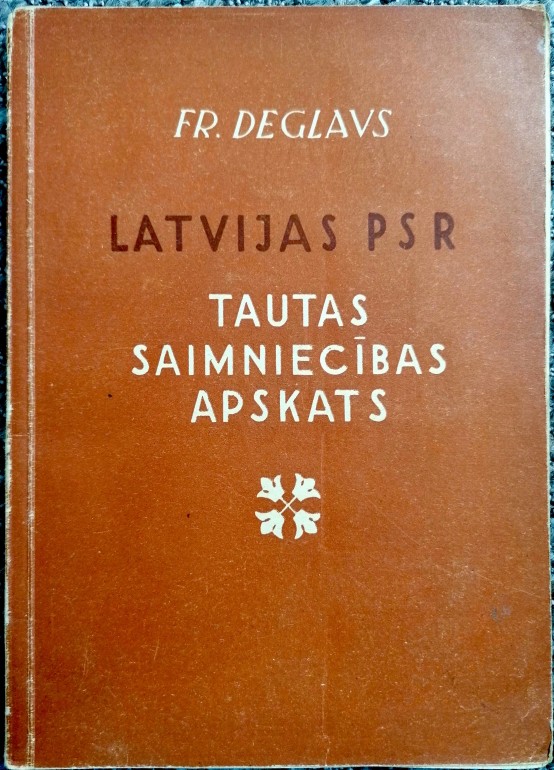 FR. DEGLAVS
LATVIJAS PSR
TAUTAS
SAIMNIECĪBAS
APSKATS